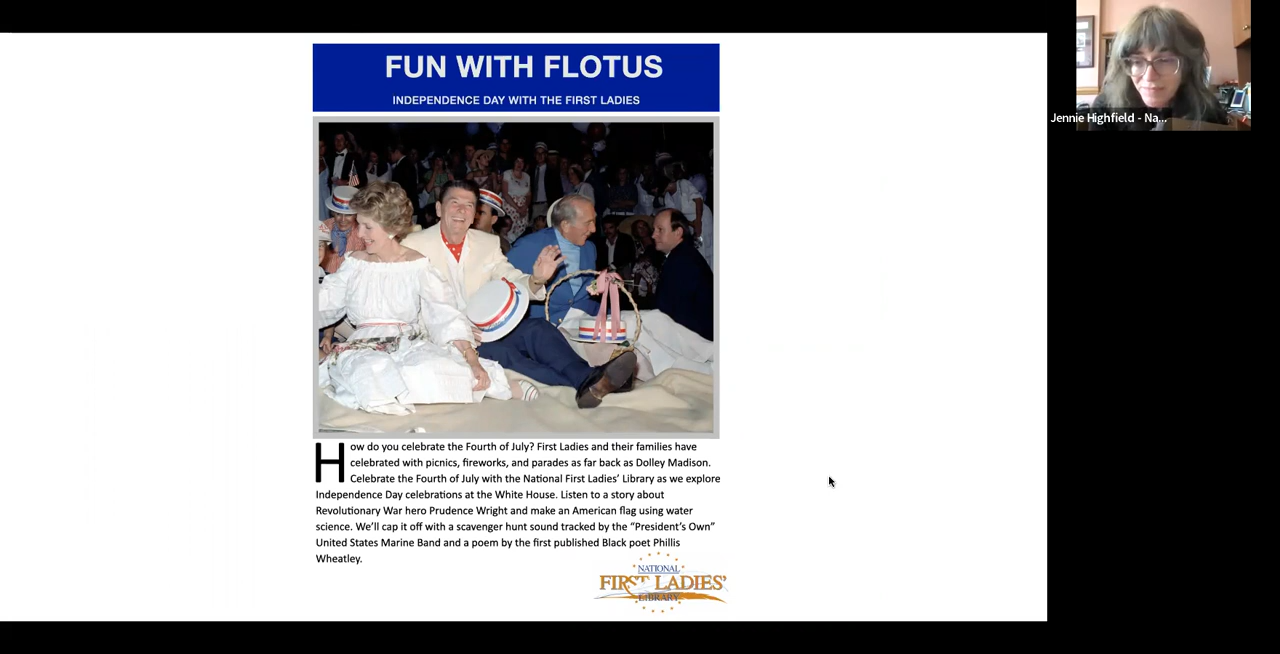 FUN WITH FLOTUS
INDEPENDENCE DAY WITH THE FIRST LADIES
Jennie Highfield - Na...
How do you celebrate the Fourth of July? First Ladies and their families have
celebrated with picnics, fireworks, and parades as far back as Dolley Madison.
Celebrate the Fourth of July with the National First Ladies’ Library as we explore
Independence Day celebrations at the White House. Listen to a story about
Revolutionary War hero Prudence Wright and make an American flag using water
science. We’ll cap it off with a scavenger hunt sound tracked by the “President’s Own”
United States Marine Band and a poem by the first published Black poet Phillis
Wheatley.
NATIONAL
FIRST LADIES’
LIBRARY